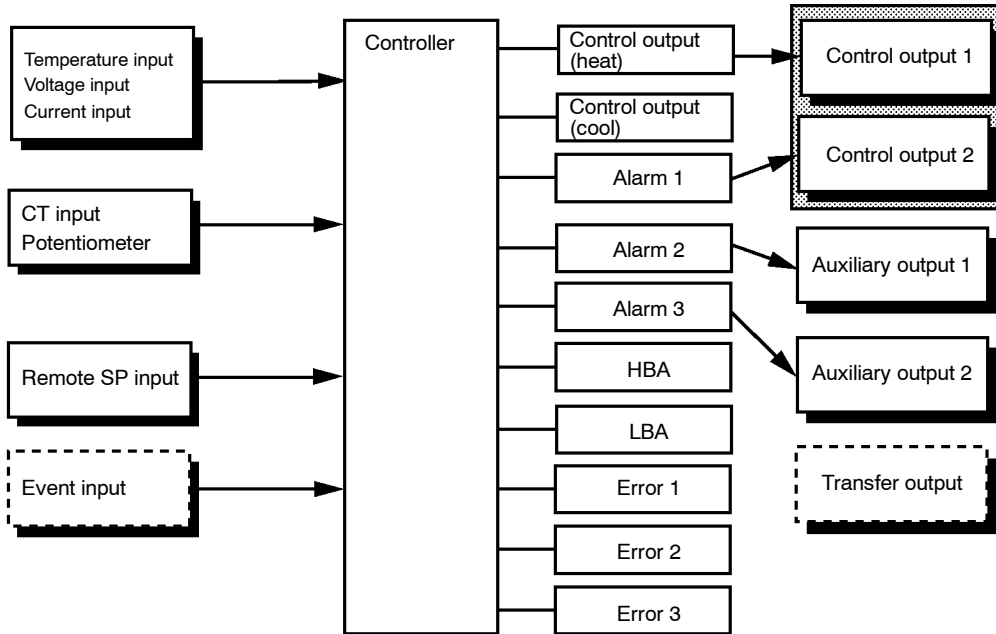 Temperature input
Voltage input
Current input
CT input
Potentiometer
Remote SP input
Event input
Controller
Control output
(heat)
Control output
(cool)
Alarm 1
Alarm 2
Alarm 3
HBA
LBA
Error 1
Error 2
Error 3
Control output 1
Control output 2
Auxiliary output 1
Auxiliary output 2
Transfer output